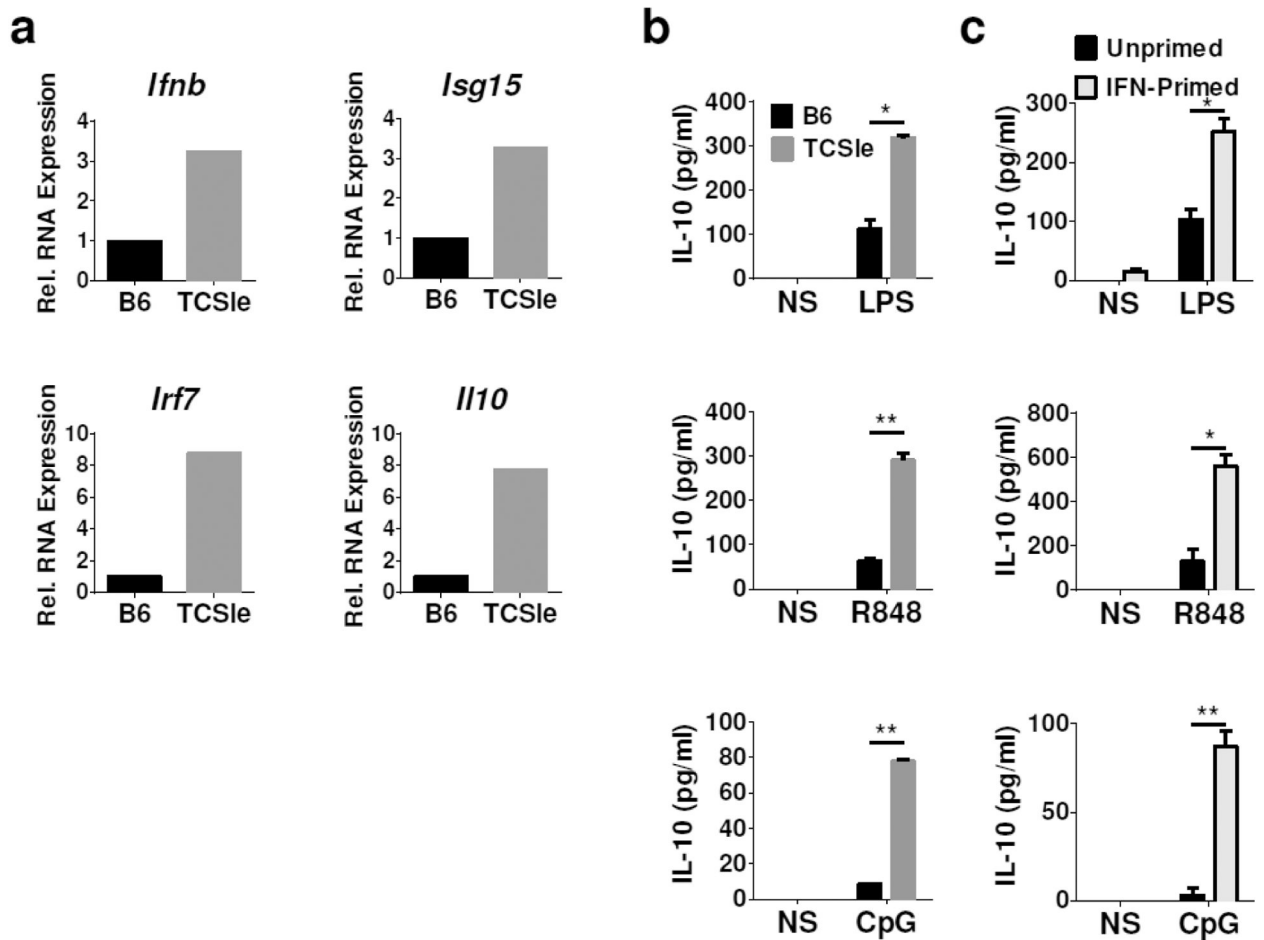 a
Ifnb
Rel. RNA Expression
4
3
2
1
0
B6 TCSle
Isg15
Rel. RNA Expression
4
3
2
1
0
B6 TCSle
Irf7
Rel. RNA Expression
10
8
6
4
2
0
B6 TCSle
Il10
Rel. RNA Expression
10
8
6
4
2
0
B6 TCSle
b
B6
TCSle
IL-10 (pg/ml)
400
300
200
100
0
*
NS LPS
IL-10 (pg/ml)
400
300
200
100
0
**
NS R848
IL-10 (pg/ml)
100
80
60
40
20
0
**
NS CpG
c
Unprimed
IFN-Primed
IL-10 (pg/ml)
300
200
100
0
*
NS LPS
IL-10 (pg/ml)
800
600
400
200
0
*
NS R848
IL-10 (pg/ml)
100
50
0
**
NS CpG